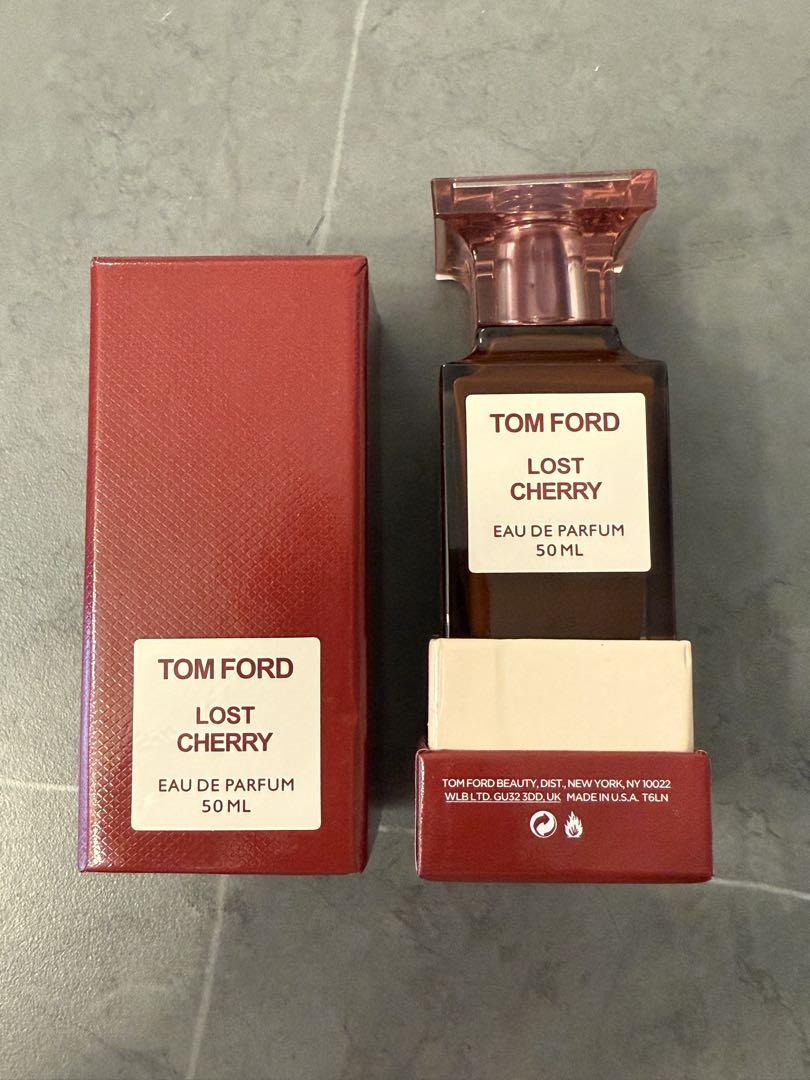 TOM FORD
LOST
CHERRY
EAU DE PARFUM
50 ML
TOM FORD
LOST
CHERRY
EAU DE PARFUM
50 ML
TOM FORD BEAUTY, DIST., NEW YORK, NY 10022
WLB LTD. GU32 3DD, UK MADE IN U.S.A. T6LN